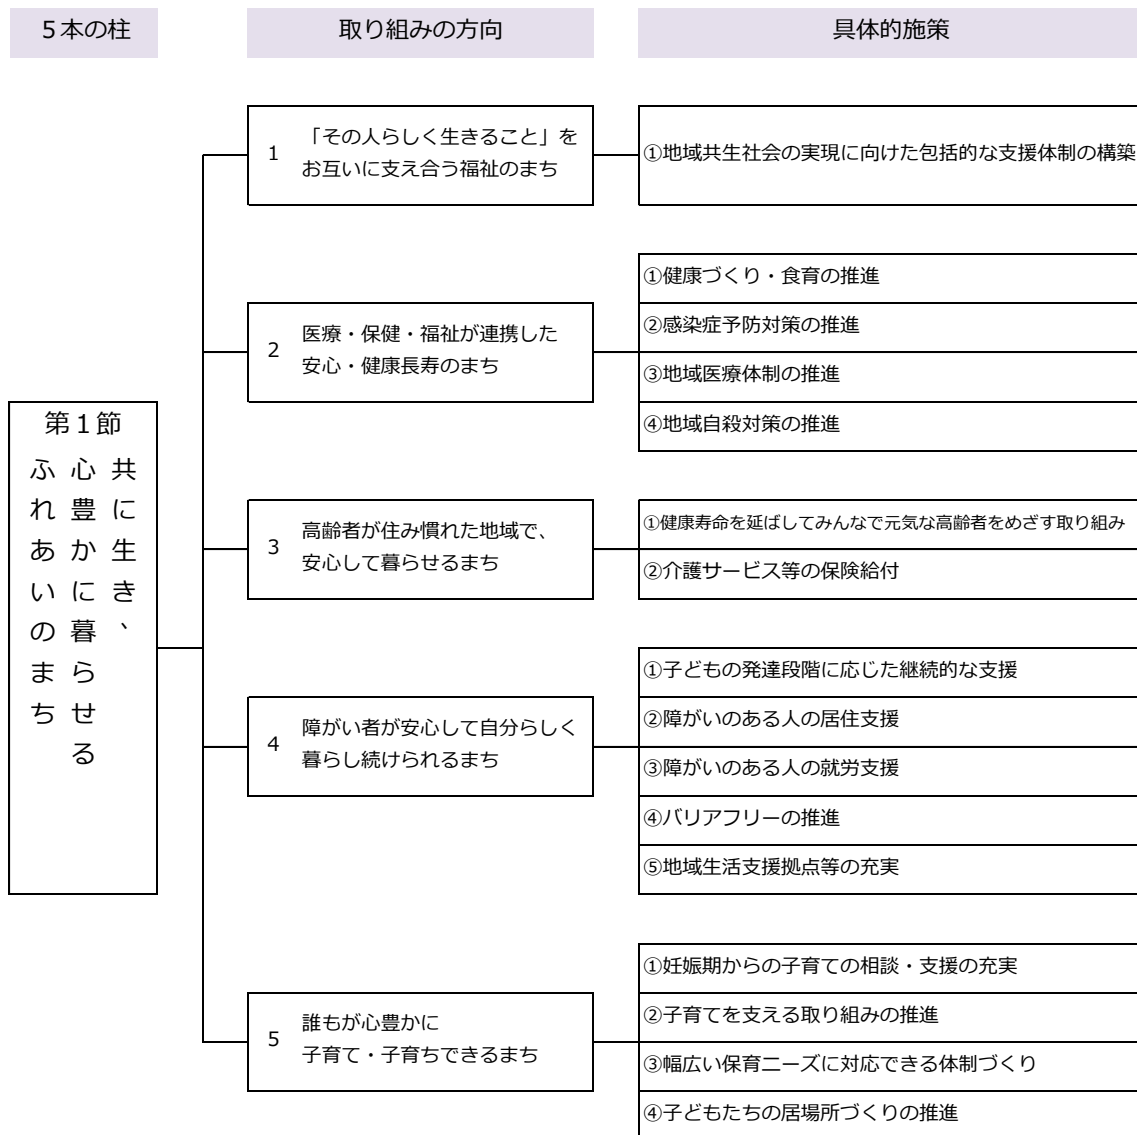 5本の柱
取り組みの方向
具体的施策
第1節
共に生き、
心豊かに暮らせる
ふれあいのまち
1
「その人らしく生きること」を
お互いに支え合う福祉のまち
①地域共生社会の実現に向けた包括的な支援体制の構築
2
医療・保健・福祉が連携した
安心・健康長寿のまち
①健康づくり・食育の推進
②感染症予防対策の推進
③地域医療体制の推進
④地域自殺対策の推進
3
高齢者が住み慣れた地域で、
安心して暮らせるまち
①健康寿命を延ばしてみんなで元気な高齢者をめざす取り組み
②介護サービス等の保険給付
4
障がい者が安心して自分らしく
暮らし続けられるまち
①子どもの発達段階に応じた継続的な支援
②障がいのある人の居住支援
③障がいのある人の就労支援
④バリアフリーの推進
⑤地域生活支援拠点等の充実
5
誰もが心豊かに
子育て・子育ちできるまち
①妊娠期からの子育ての相談・支援の充実
②子育てを支える取り組みの推進
③幅広い保育ニーズに対応できる体制づくり
④子どもたちの居場所づくりの推進